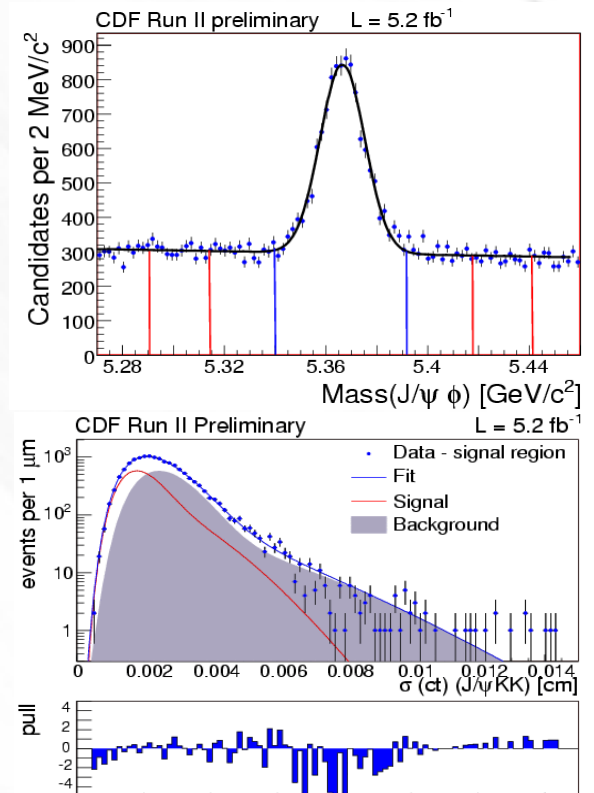 CDF Run II preliminary L = 5.2 fb⁻¹
Candidates per 2 MeV/c²
900
800
700
600
500
400
300
200
100
0
5.28 5.32 5.36 5.4 5.44
Mass(J/ψ ϕ) [GeV/c²]
CDF Run II Preliminary L = 5.2 fb⁻¹
events per 1 μm
10³
10²
10
1
Data - signal region
Fit
Signal
Background
0 0.002 0.004 0.006 0.008 0.01 0.012 0.014
σ (ct) (J/ψKK) [cm]
pull
4
2
0
-2
-4